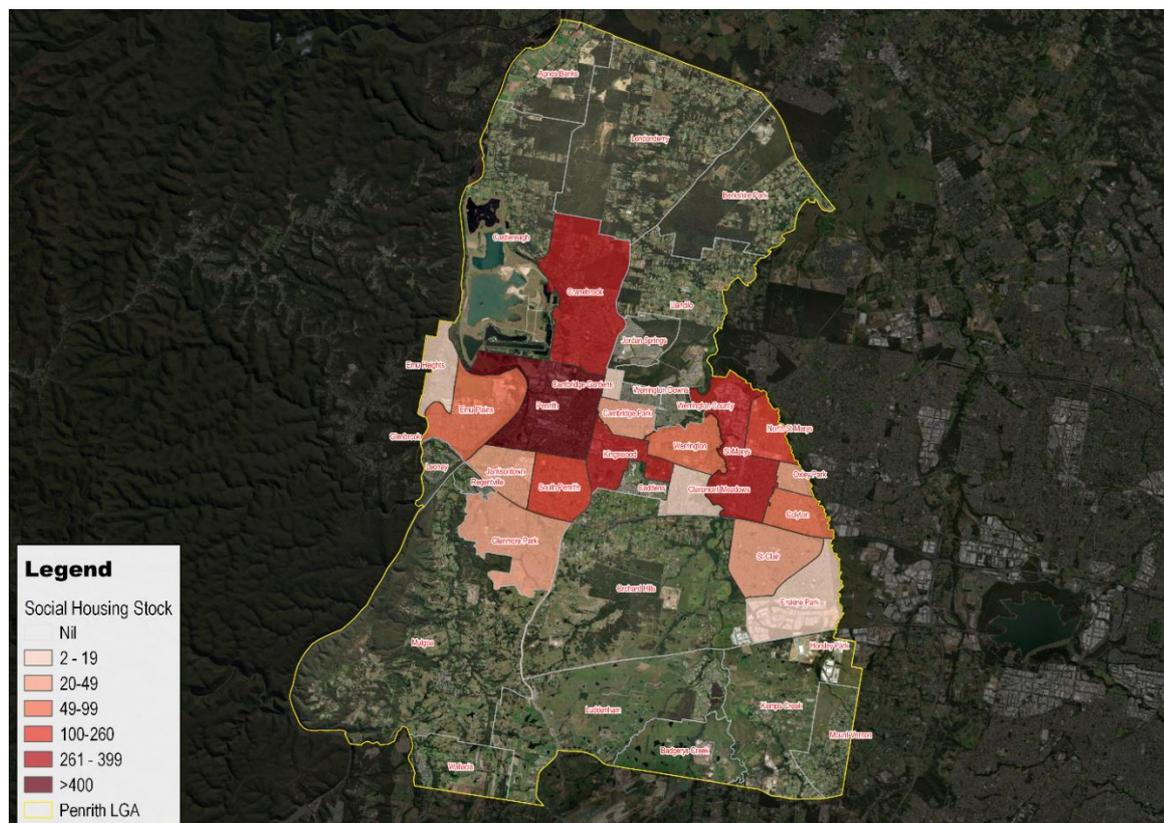 Agnes Banks
Londonderry
Berkshire Park
Castlereagh
Cranebrook
Llandilo
Jordan Springs
Emu Heights
Cambridge Gardens
Werrington Downs
Emu Plains
Penrith
Cambridge Park
Werrington County
Glenbrook
Werrington
North St Marys
Kingswood
St Marys
Leonay
Jamisontown
Regentville
South Penrith
Caddens
Claremont Meadows
Oxley Park
Colyton
Glenmore Park
St Clair
Orchard Hills
Erskine Park
Mulgoa
Horsley Park
Luddenham
Kemps Creek
Mount Vernon
Badgerys Creek
Wallacia
Legend
Social Housing Stock
Nil
2 - 19
20-49
49-99
100-260
261 - 399
>400
Penrith LGA